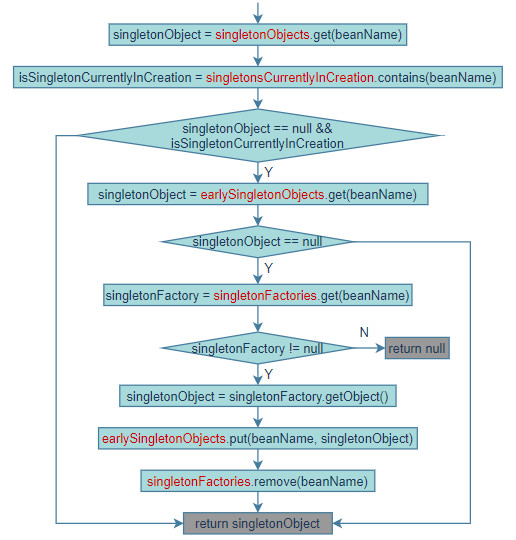 singletonObject = singletonObjects.get(beanName)
isSingletonCurrentlyInCreation = singletonsCurrentlyInCreation.contains(beanName)
singletonObject == null &&
isSingletonCurrentlyInCreation
Y
singletonObject = earlySingletonObjects.get(beanName)
singletonObject == null
Y
singletonFactory = singletonFactories.get(beanName)
N
singletonFactory != null
return null
Y
singletonObject = singletonFactory.getObject()
earlySingletonObjects.put(beanName, singletonObject)
singletonFactories.remove(beanName)
return singletonObject